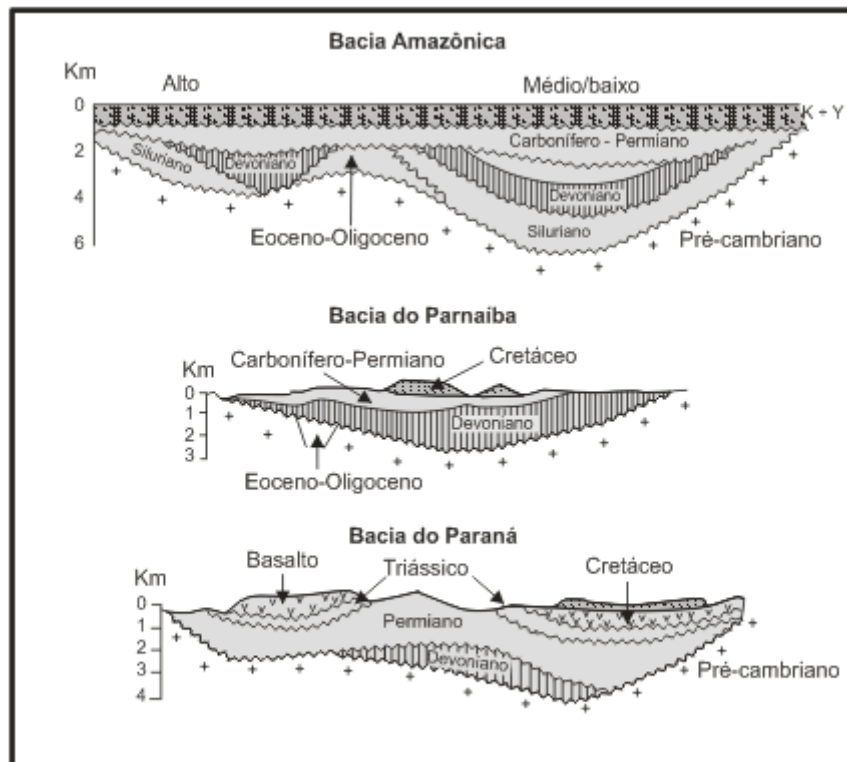 Bacia Amazônica
Km
Alto
Médio/baixo
0
K + Y
Carbonífero - Permiano
2
Siluriano
Devoniano
Devoniano
4
Siluriano
Eoceno-Oligoceno
Pré-cambriano
6
Bacia do Parnaíba
Carbonífero-Permiano
Cretáceo
Km
0
1
Devoniano
2
3
Eoceno-Oligoceno
Bacia do Paraná
Basalto
Triássico
Cretáceo
Km
0
1
Permiano
2
Devoniano
3
Pré-cambriano
4